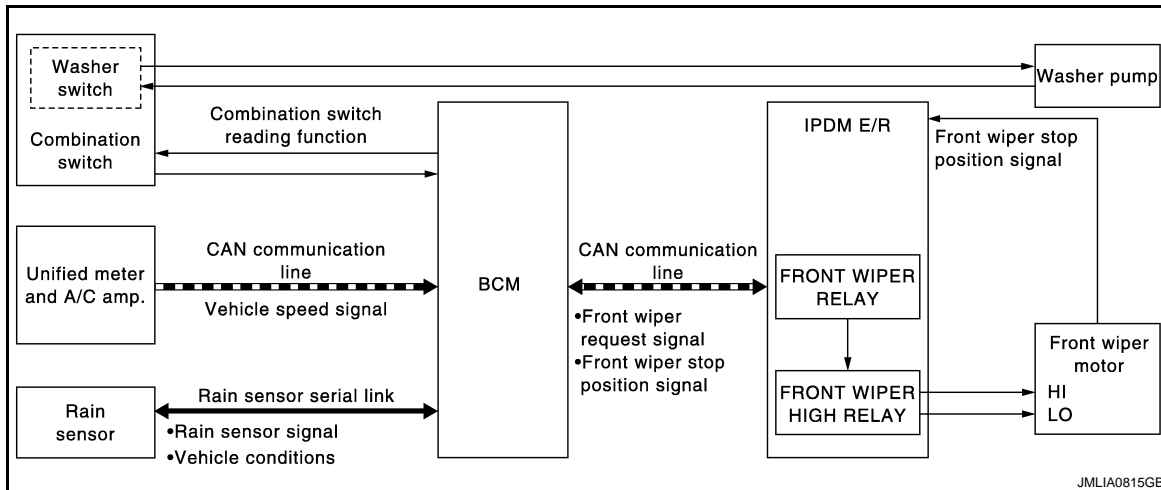 Washer
switch
Combination
switch
Combination switch
reading function
Washer pump
IPDM E/R
Front wiper stop
position signal
Unified meter
and A/C amp.
CAN communication
line
Vehicle speed signal
BCM
CAN communication
line
•Front wiper
request signal
•Front wiper stop
position signal
FRONT WIPER
RELAY
FRONT WIPER
HIGH RELAY
Front wiper
motor
HI
LO
Rain
sensor
Rain sensor serial link
•Rain sensor signal
•Vehicle conditions
JMLIA0815GB